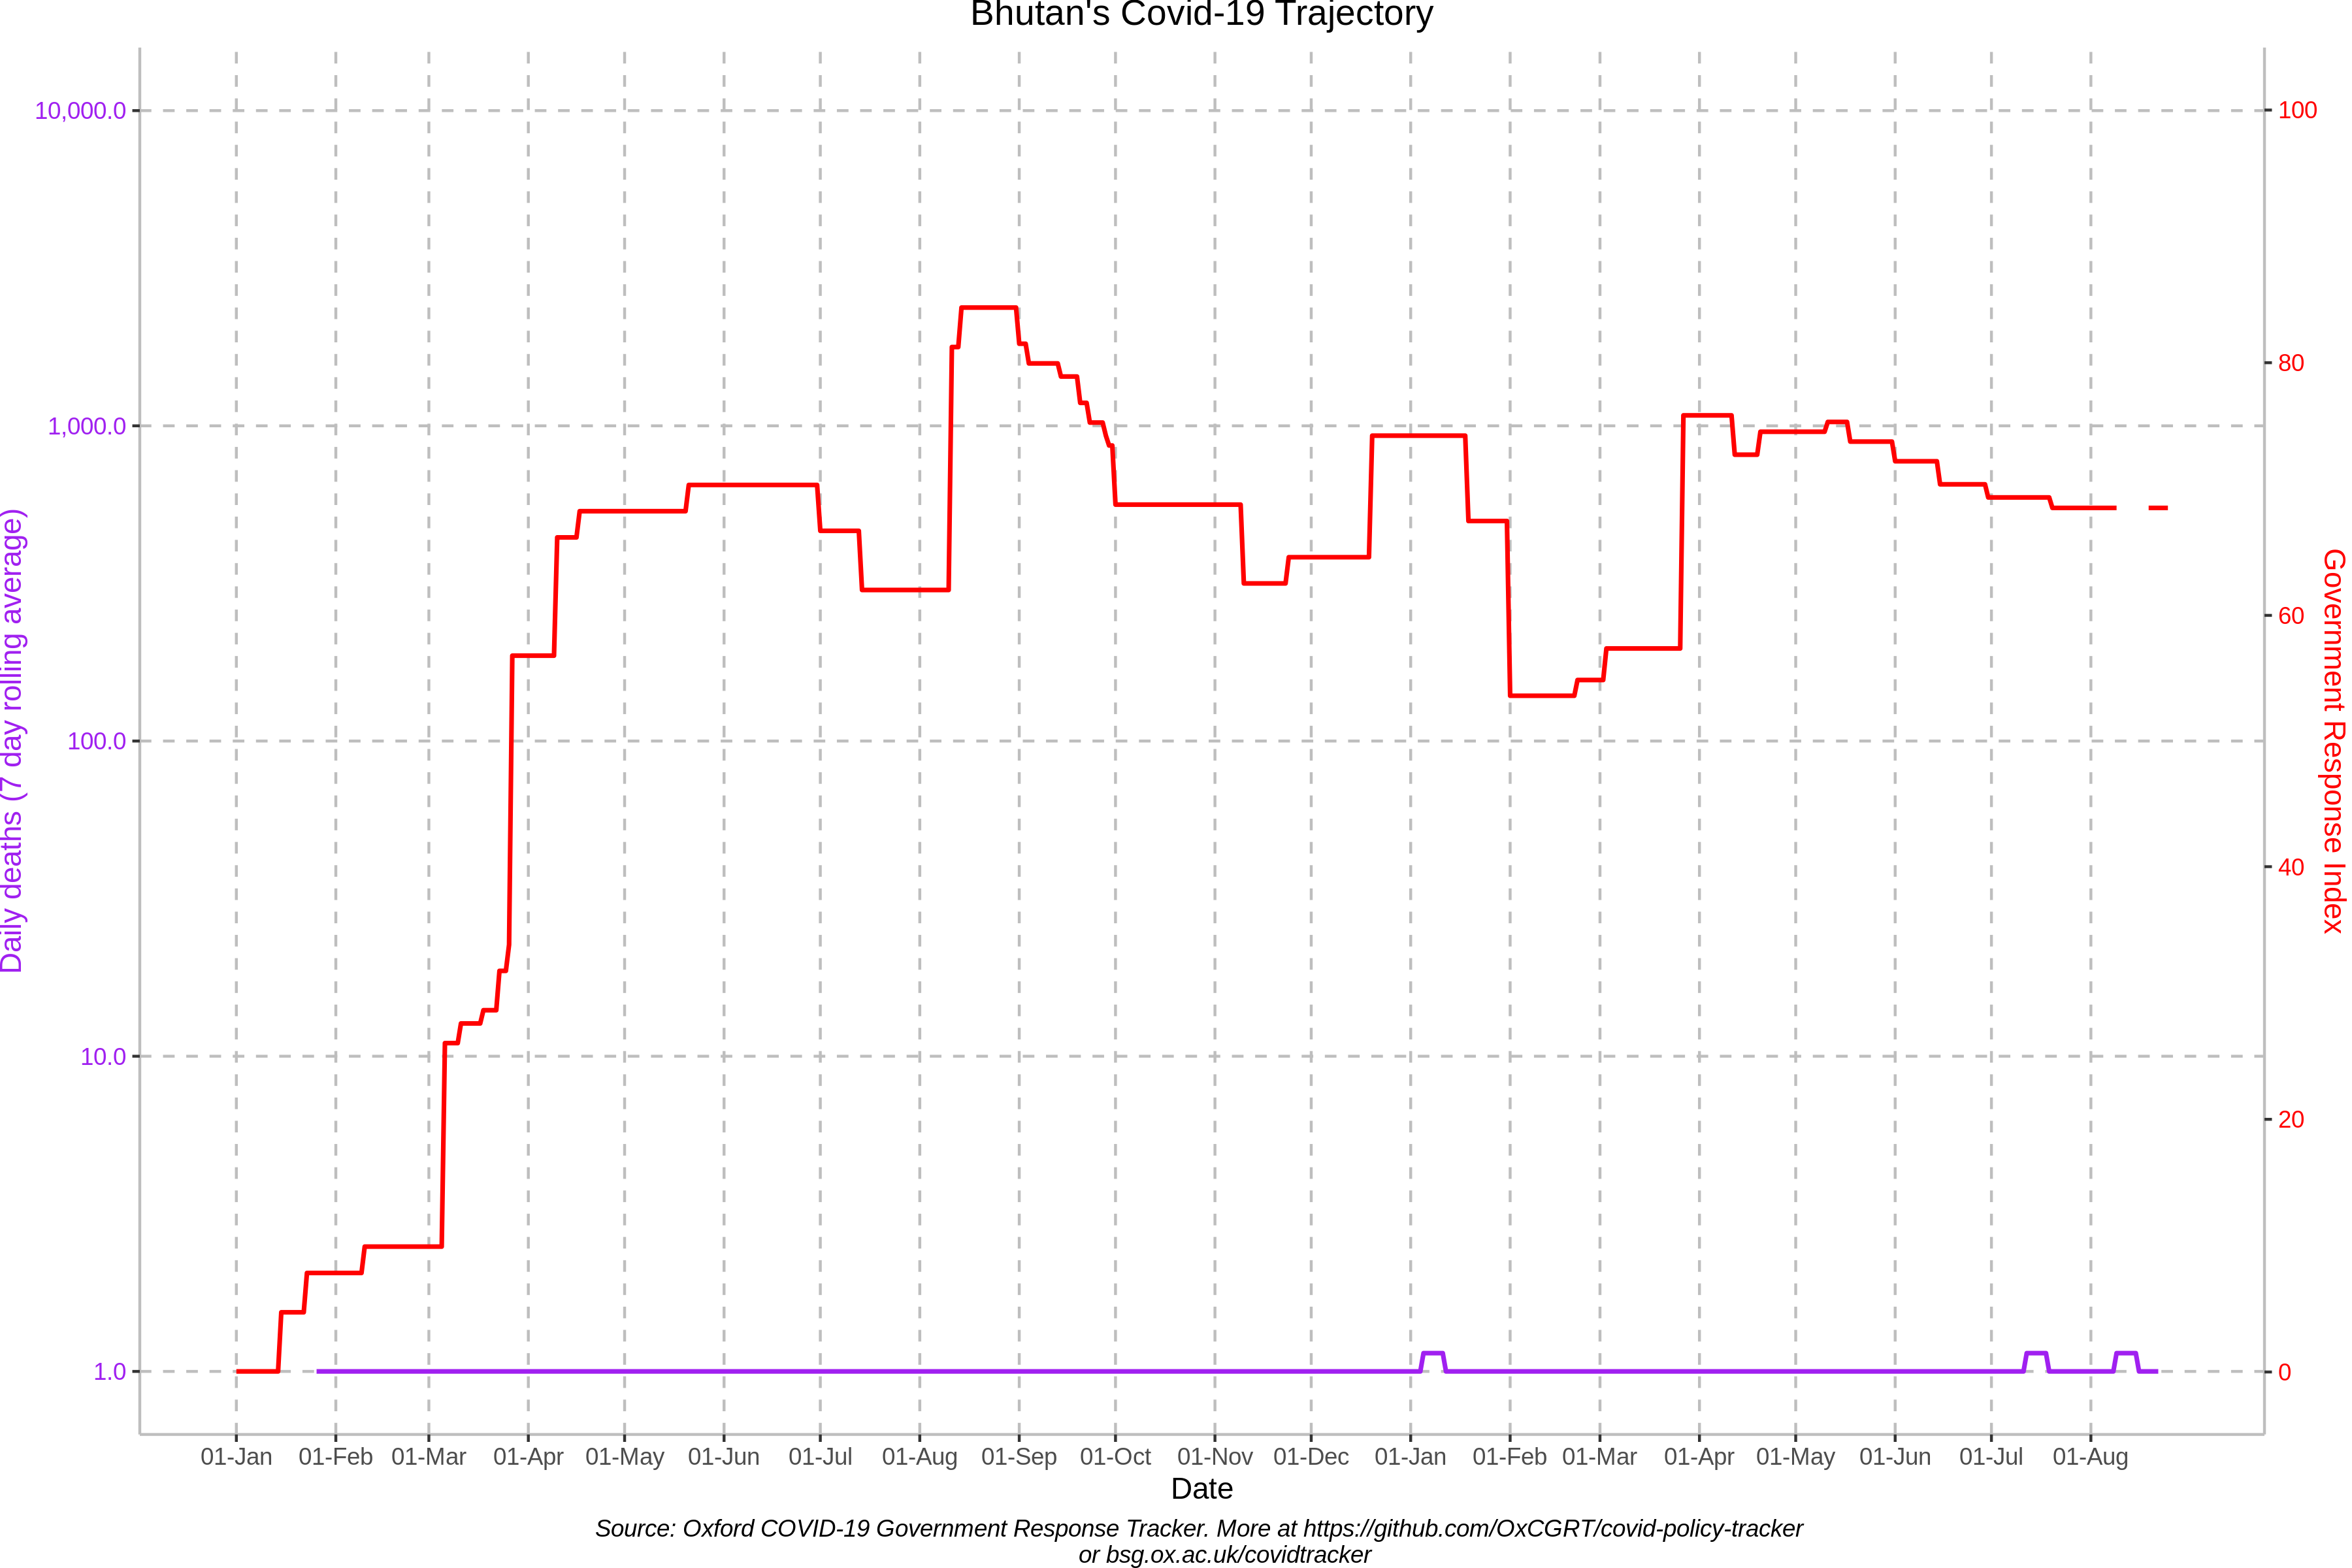 Bhutan's Covid-19 Trajectory
10,000.0
1,000.0
100.0
10.0
1.0
Daily deaths (7 day rolling average)
100
80
60
40
20
0
Government Response Index
01-Jan 01-Feb 01-Mar 01-Apr 01-May 01-Jun 01-Jul 01-Aug 01-Sep 01-Oct 01-Nov 01-Dec 01-Jan 01-Feb 01-Mar 01-Apr 01-May 01-Jun 01-Jul 01-Aug
Date
Source: Oxford COVID-19 Government Response Tracker. More at https://github.com/OxCGRT/covid-policy-tracker
or bsg.ox.ac.uk/covidtracker